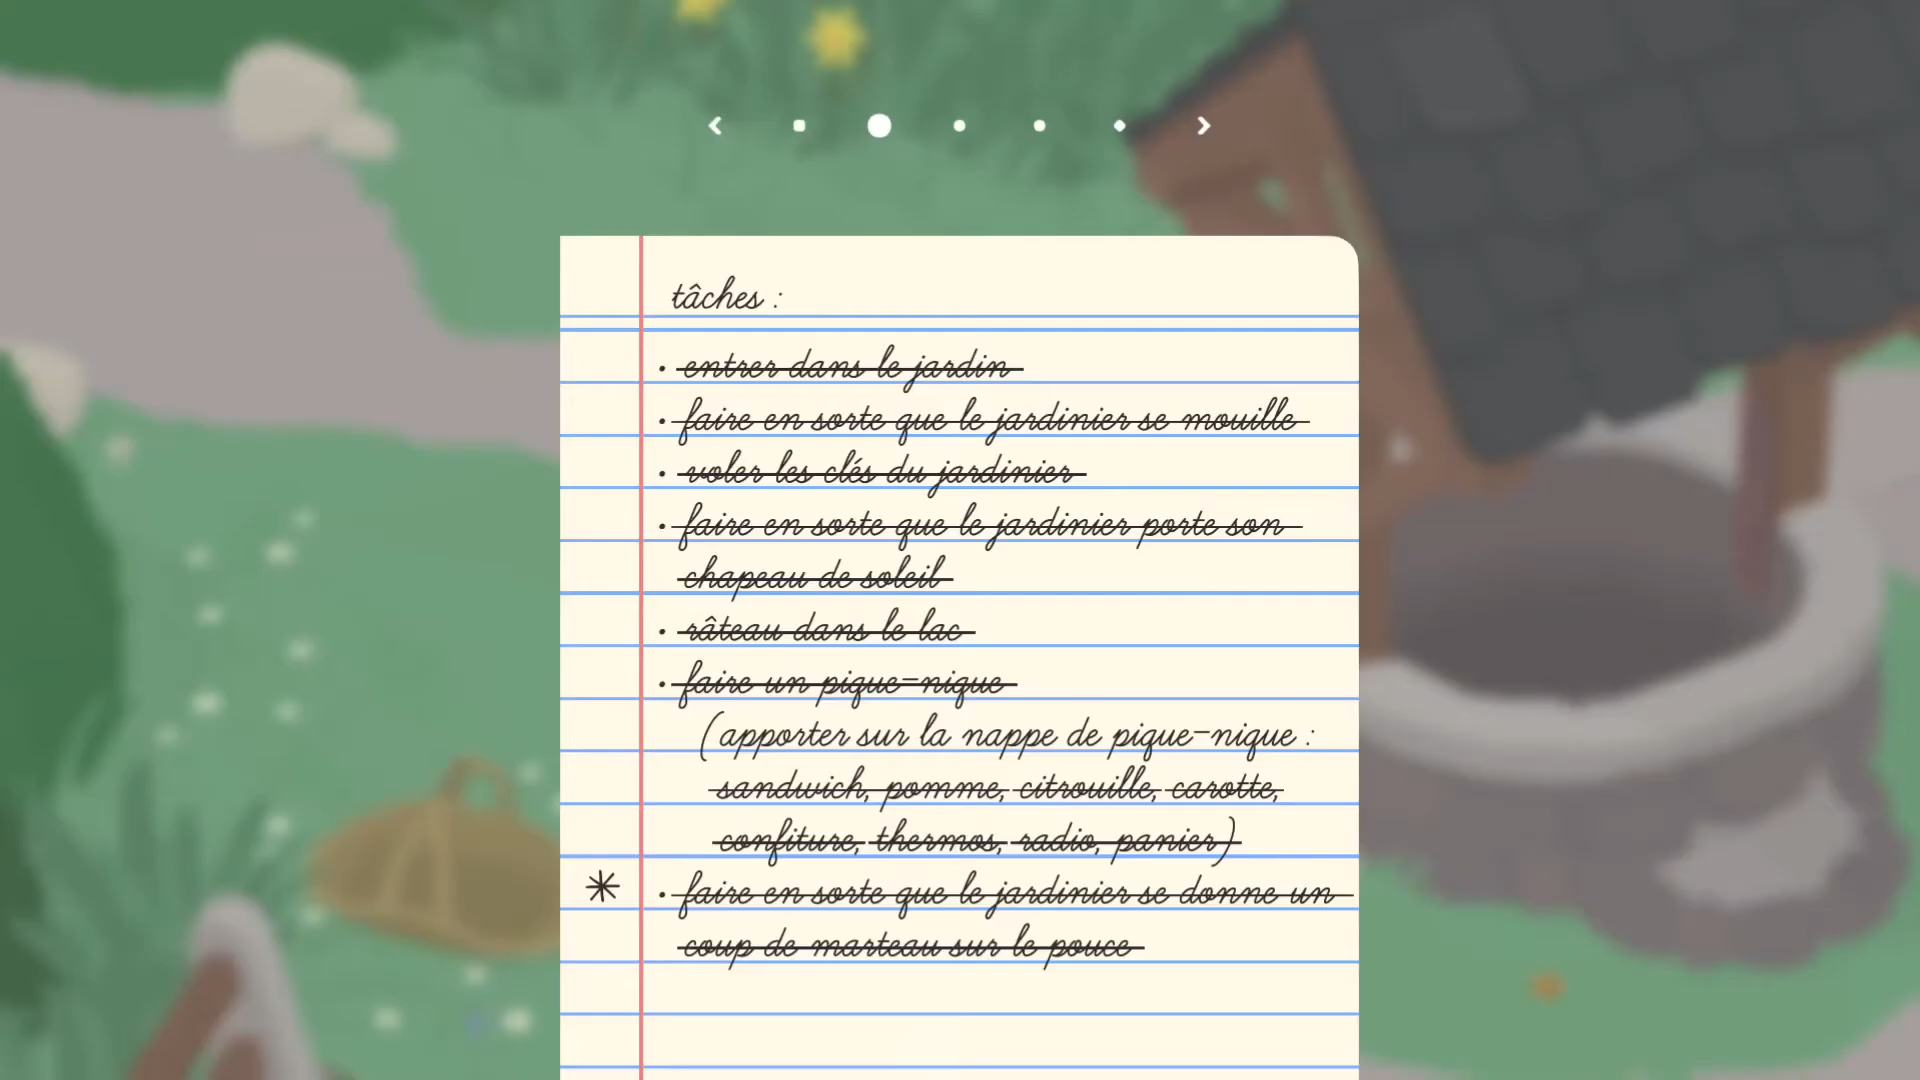 tâches :
• entrer dans le jardin
• faire en sorte que le jardinier se mouille
• voler les clés du jardinier
• faire en sorte que le jardinier porte son
chapeau de soleil
• râteau dans le lac
• faire un pique-nique
(apporter sur la nappe de pique-nique :
sandwich, pomme, citrouille, carotte,
confiture, thermos, radio, panier)
• faire en sorte que le jardinier se donne un
coup de marteau sur le pouce